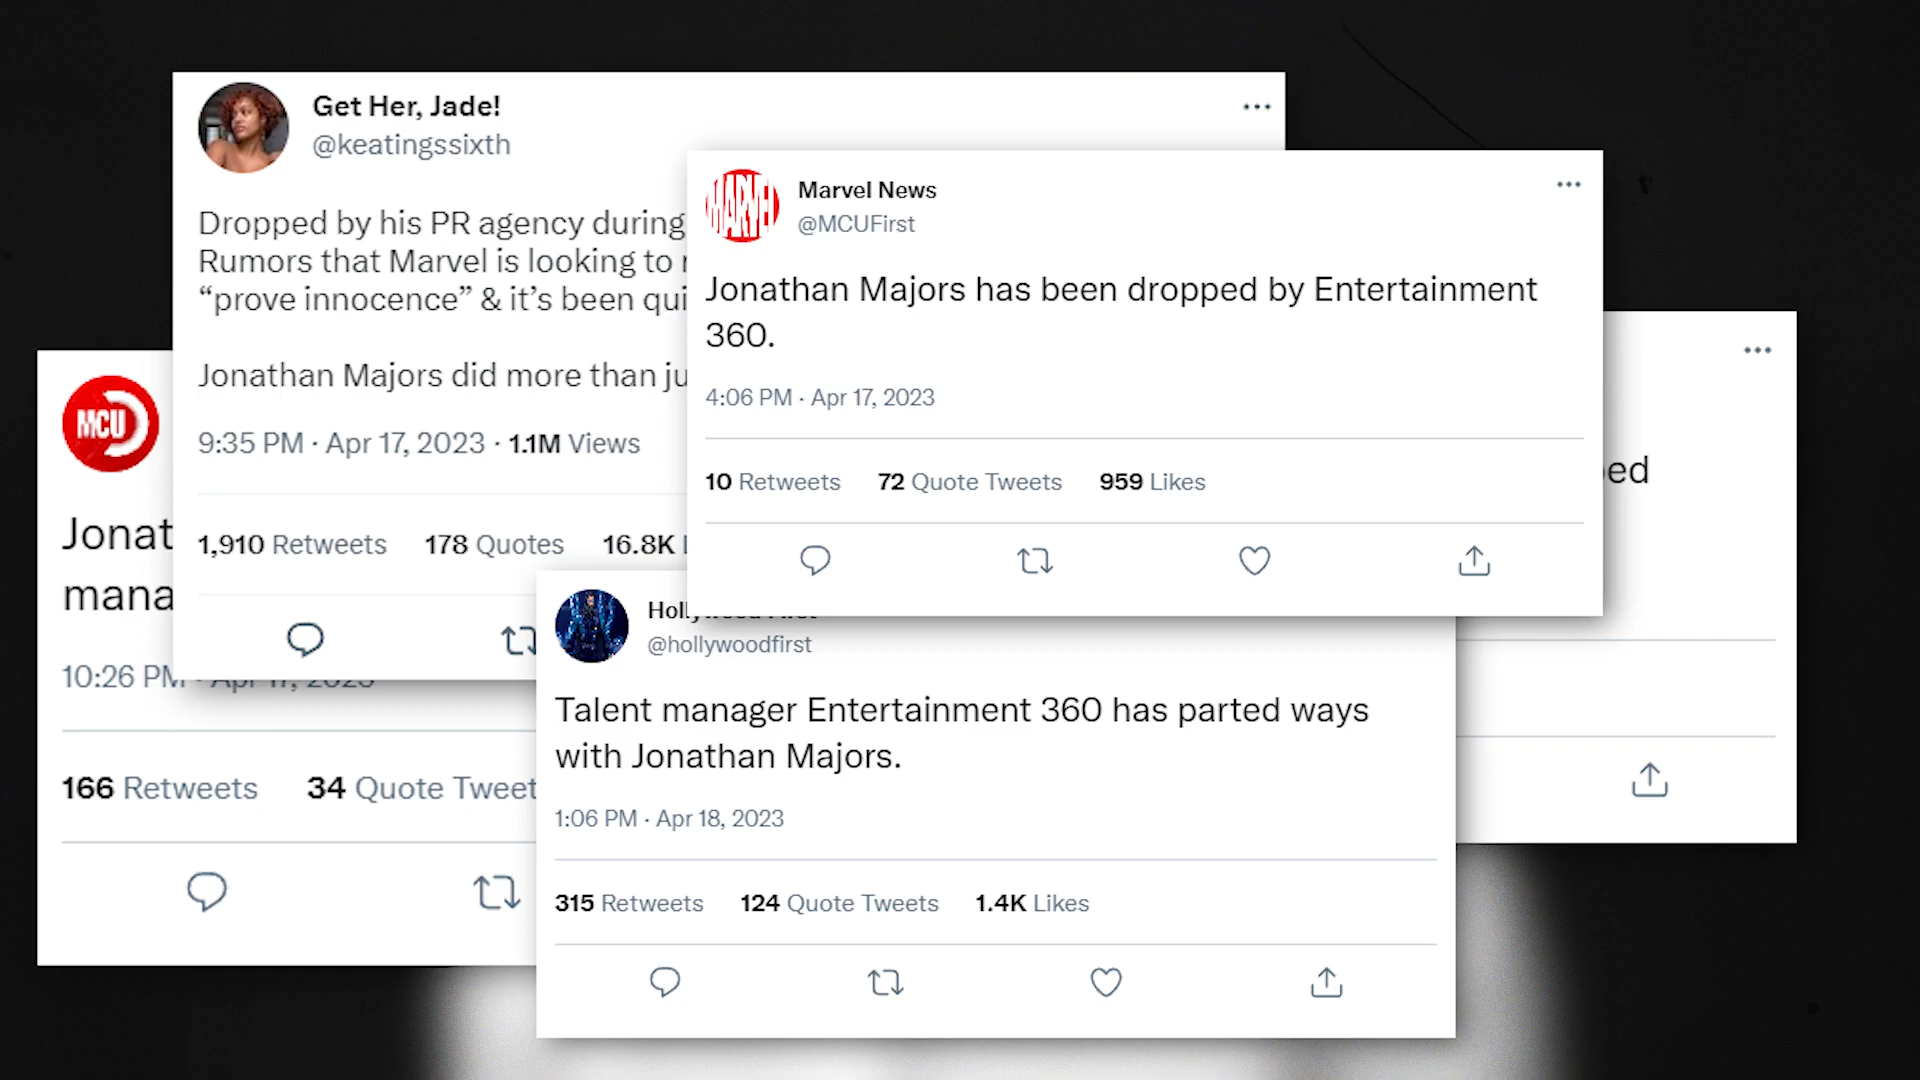 Get Her, Jade!
@keatingssixth
Dropped by his PR agency during
Rumors that Marvel is looking to
“prove innocence” & it’s been qui
Jonathan Majors did more than ju
9:35 PM · Apr 17, 2023 · 1.1M Views
1,910 Retweets 178 Quotes 16.8K
MARVEL
Marvel News
@MCUFirst
Jonathan Majors has been dropped by Entertainment
360.
4:06 PM · Apr 17, 2023
10 Retweets 72 Quote Tweets 959 Likes
MCU
Jonat
mana
10:26 PM · Apr 17, 2023
166 Retweets 34 Quote Tweet
Hollywood First
@hollywoodfirst
Talent manager Entertainment 360 has parted ways
with Jonathan Majors.
1:06 PM · Apr 18, 2023
315 Retweets 124 Quote Tweets 1.4K Likes
ed